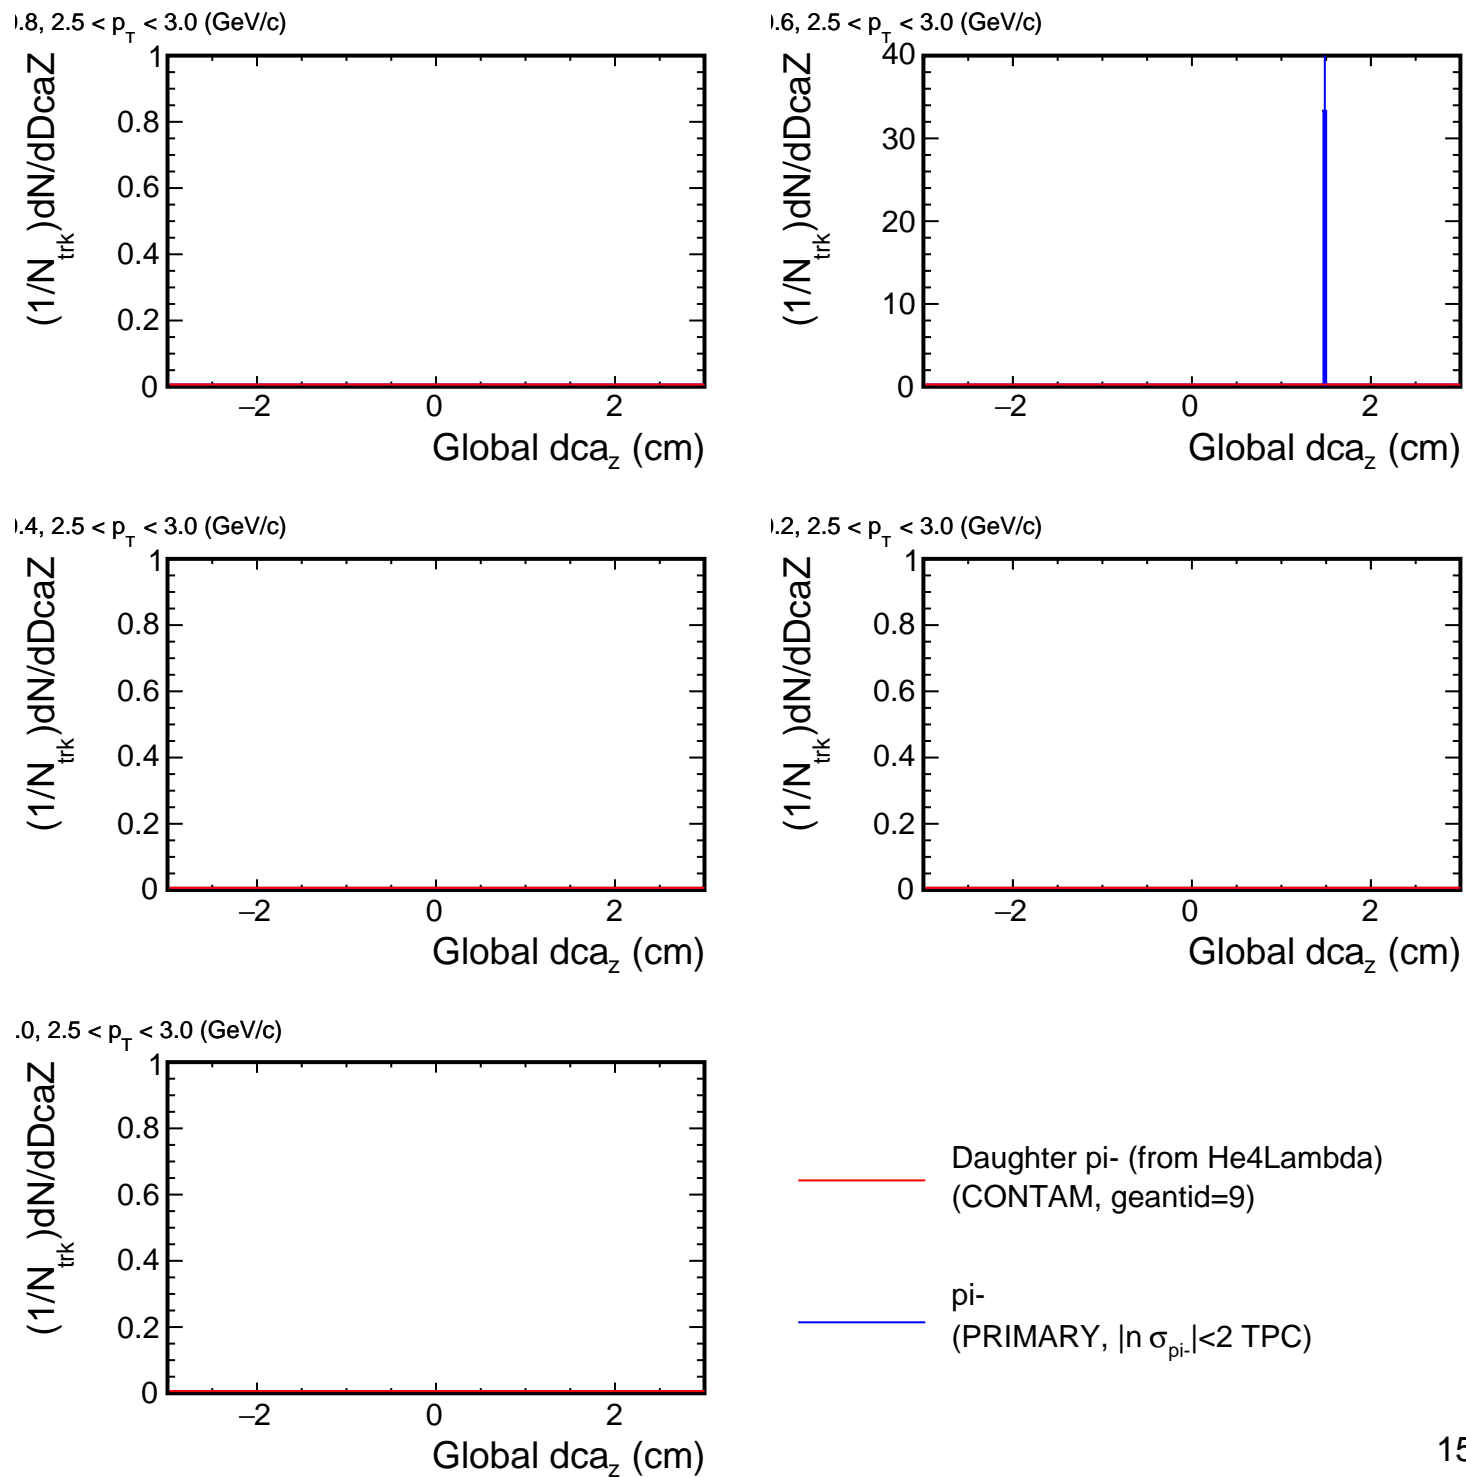 ).8, 2.5 < pT < 3.0 (GeV/c)
(1/Ntrk)dN/dDcaZ
1
0.8
0.6
0.4
0.2
0
−2 0 2
Global dcaz (cm)
).6, 2.5 < pT < 3.0 (GeV/c)
(1/Ntrk)dN/dDcaZ
40
30
20
10
0
−2 0 2
Global dcaz (cm)
).4, 2.5 < pT < 3.0 (GeV/c)
(1/Ntrk)dN/dDcaZ
1
0.8
0.6
0.4
0.2
0
−2 0 2
Global dcaz (cm)
).2, 2.5 < pT < 3.0 (GeV/c)
(1/Ntrk)dN/dDcaZ
1
0.8
0.6
0.4
0.2
0
−2 0 2
Global dcaz (cm)
.0, 2.5 < pT < 3.0 (GeV/c)
(1/Ntrk)dN/dDcaZ
1
0.8
0.6
0.4
0.2
0
−2 0 2
Global dcaz (cm)
Daughter pi- (from He4Lambda)
(CONTAM, geantid=9)
pi-
(PRIMARY, |n σpi-|<2 TPC)
15